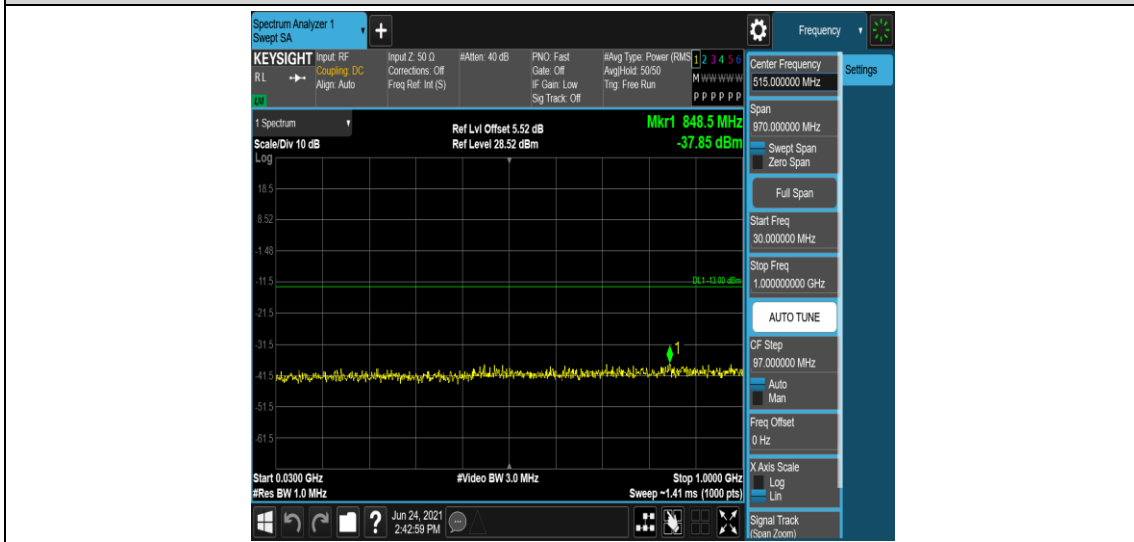 Spectrum Analyzer 1
Swept SA
+
Frequency
KEYSIGHT
RL
LXI
Input: RF
Coupling: DC
Align: Auto
Input Z: 50 Ω
Corrections: Off
Freq Ref: Int (S)
#Atten: 40 dB
PNO: Fast
Gate: Off
IF Gain: Low
Sig Track: Off
#Avg Type: Power (RMS
Avg|Hold: 50/50
Trig: Free Run
1 2 3 4 5 6
M W W W W W
P P P P P P
1 Spectrum
Scale/Div 10 dB
Ref Lvl Offset 5.52 dB
Ref Level 28.52 dBm
Mkr1 848.5 MHz
-37.85 dBm
Log
18.5
8.52
-1.48
-11.5
DL1 -13.00 dBm
-21.5
-31.5
1
-41.5
-51.5
-61.5
Start 0.0300 GHz
#Res BW 1.0 MHz
#Video BW 3.0 MHz
Stop 1.0000 GHz
Sweep ~1.41 ms (1000 pts)
?
Jun 24, 2021
2:42:59 PM
Center Frequency
515.000000 MHz
Settings
Span
970.000000 MHz
Swept Span
Zero Span
Full Span
Start Freq
30.000000 MHz
Stop Freq
1.000000000 GHz
AUTO TUNE
CF Step
97.000000 MHz
Auto
Man
Freq Offset
0 Hz
X Axis Scale
Log
Lin
Signal Track
(Span Zoom)